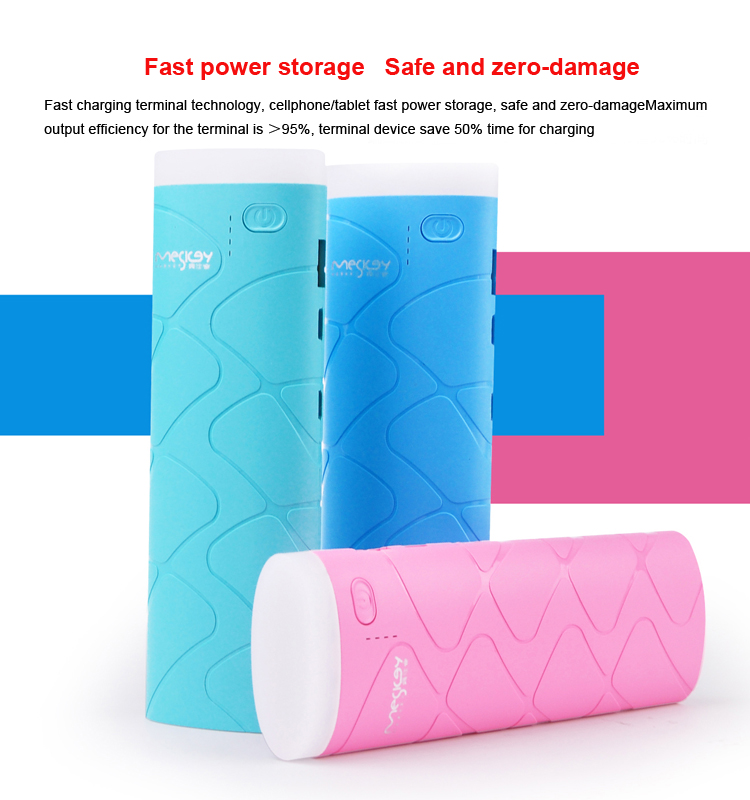 Fast power storage Safe and zero-damage
Fast charging terminal technology, cellphone/tablet fast power storage, safe and zero-damageMaximum
output efficiency for the terminal is ＞95%, terminal device save 50% time for charging